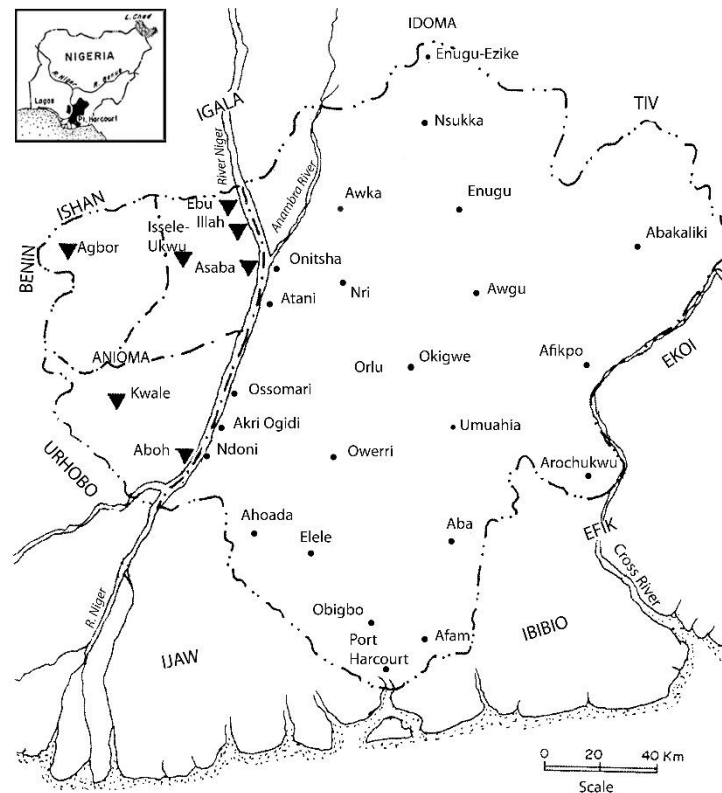 L. Chad
NIGERIA
R. Niger
R. Benue
Lagos
Pt. Harcourt
IDOMA
Enugu-Ezike
IGALA
TIV
Nsukka
River Niger
Anambra River
ISHAN
Ebu
Illah
Issele-
Ukwu
Awka
Enugu
BENIN
Agbor
Asaba
Onitsha
Abakaliki
Atani
Nri
Awgu
EKOI
ANIOMA
Orlu
Okigwe
Afikpo
Kwale
Ossomari
Akri Ogidi
Umuahia
Aboh
Ndoni
Owerri
Arochukwu
URHOBO
Ahoada
Elele
Aba
EFIK
Cross River
R. Niger
Obigbo
Afam
IBIBIO
Port
Harcourt
IJAW
0 20 40 Km
Scale